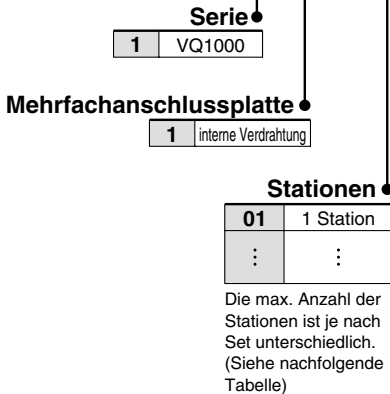 Serie
1 VQ1000
Mehrfachanschlussplatte
1 interne Verdrahtung
Stationen
01 1 Station
⋮ ⋮
Die max. Anzahl der
Stationen ist je nach
Set unterschiedlich.
(Siehe nachfolgende
Tabelle)